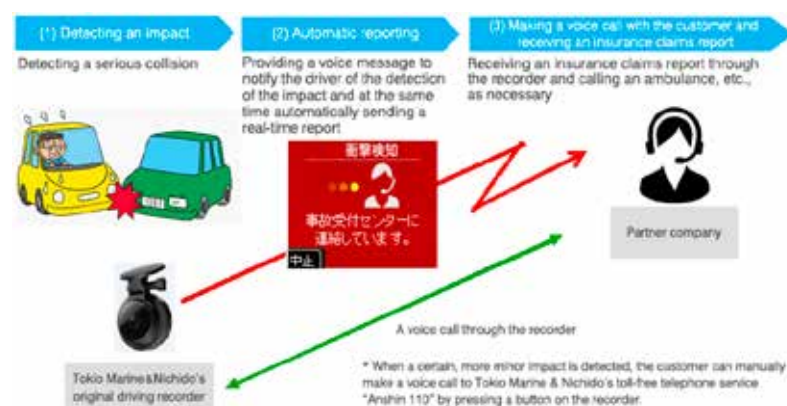 (1) Detecting an impact
Detecting a serious collision
(2) Automatic reporting
Providing a voice message to
notify the driver of the detection
of the impact and at the same
time automatically sending a
real-time report
(3) Making a voice call with the customer and
receiving an insurance claims report
Receiving an insurance claims report through
the recorder and calling an ambulance, etc.,
as necessary
衝撃検知
事故受付センターに
連絡しています。
中止
Partner company
A voice call through the recorder
Tokio Marine&Nichido's
original driving recorder
* When a certain, more minor impact is detected, the customer can manually
make a voice call to Tokio Marine & Nichido's toll-free telephone service
"Anshin 110" by pressing a button on the recorder.